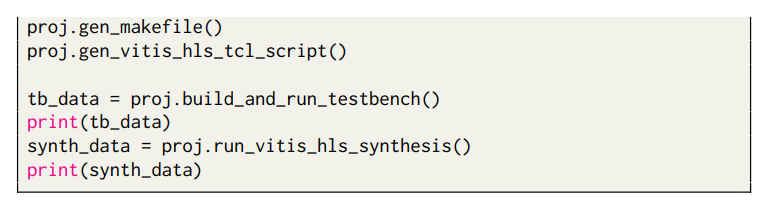 proj.gen_makefile()
proj.gen_vitis_hls_tcl_script()
tb_data = proj.build_and_run_testbench()
print(tb_data)
synth_data = proj.run_vitis_hls_synthesis()
print(synth_data)